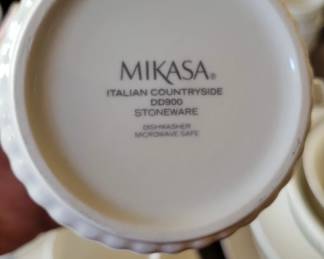 MIKASA®
ITALIAN COUNTRYSIDE
DD900
STONEWARE
DISHWASHER
MICROWAVE SAFE